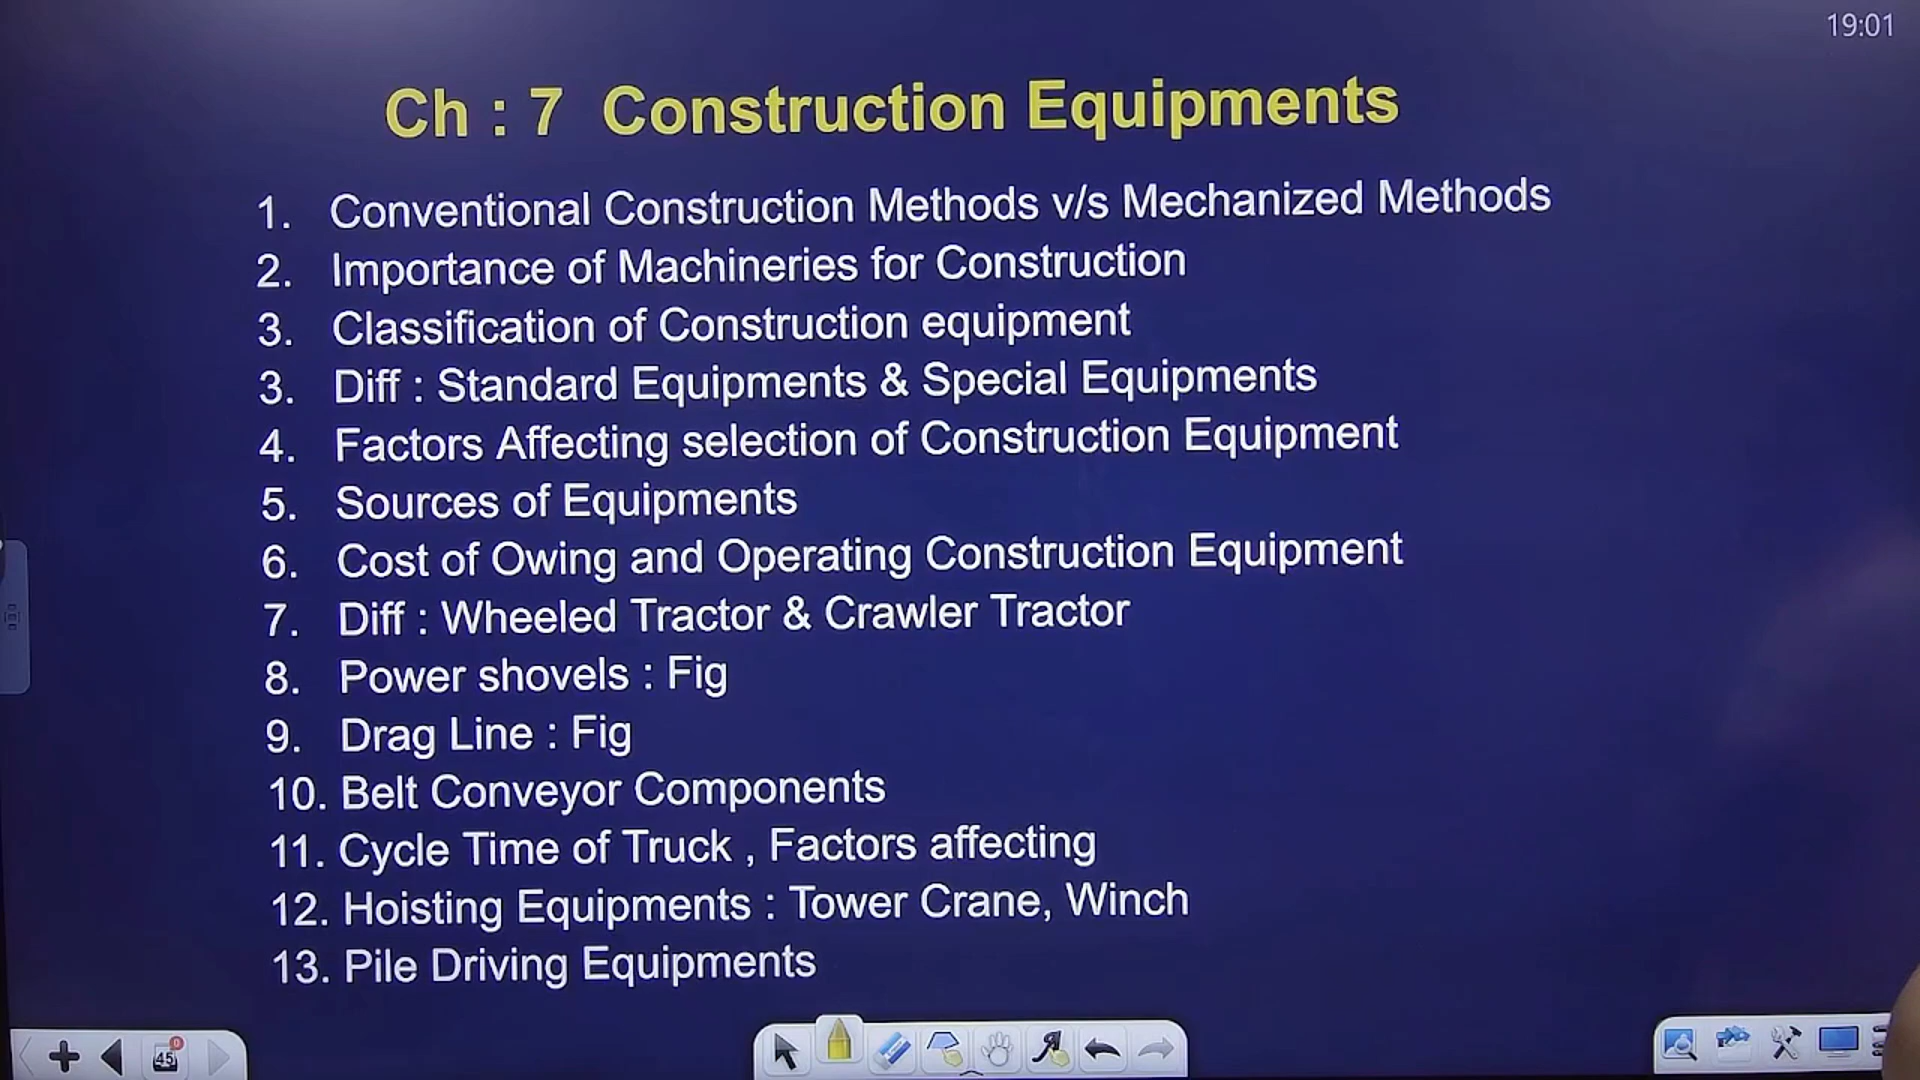 19:01
Ch : 7 Construction Equipments
1. Conventional Construction Methods v/s Mechanized Methods
2. Importance of Machineries for Construction
3. Classification of Construction equipment
3. Diff : Standard Equipments & Special Equipments
4. Factors Affecting selection of Construction Equipment
5. Sources of Equipments
6. Cost of Owing and Operating Construction Equipment
7. Diff : Wheeled Tractor & Crawler Tractor
8. Power shovels : Fig
9. Drag Line : Fig
10. Belt Conveyor Components
11. Cycle Time of Truck , Factors affecting
12. Hoisting Equipments : Tower Crane, Winch
13. Pile Driving Equipments
45
0